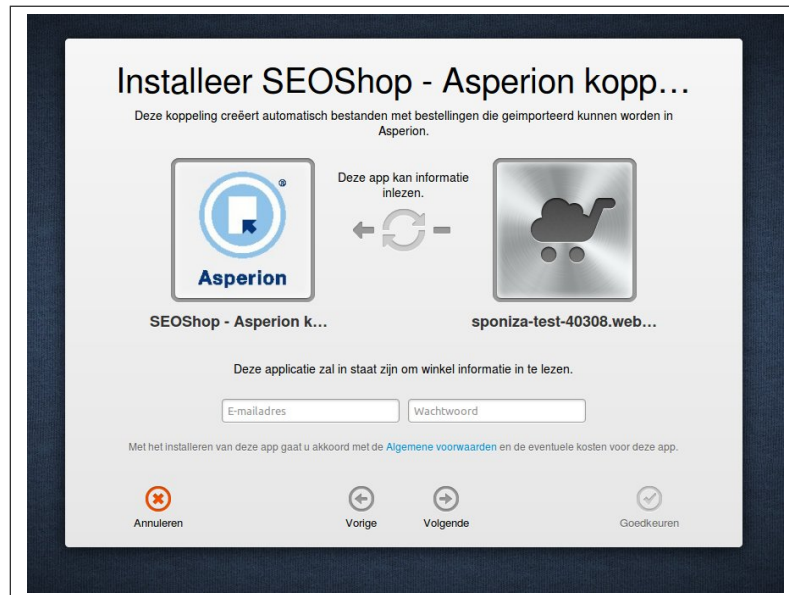 Installeer SEOShop - Asperion kopp...
Deze koppeling creëert automatisch bestanden met bestellingen die geimporteerd kunnen worden in
Asperion.
Deze app kan informatie
inlezen.
®
Asperion
SEOShop - Asperion k...
sponiza-test-40308.web...
Deze applicatie zal in staat zijn om winkel informatie in te lezen.
E-mailadres
Wachtwoord
Met het installeren van deze app gaat u akkoord met de Algemene voorwaarden en de eventuele kosten voor deze app.
Annuleren
Vorige
Volgende
Goedkeuren